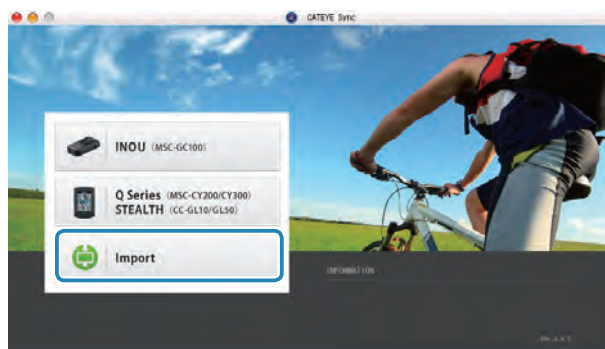 CATEYE Sync
INOU (MSC-GC100)
Q Series (MSC-CY200/CY300)
STEALTH (CC-GL10/GL50)
Import
INFORMATION